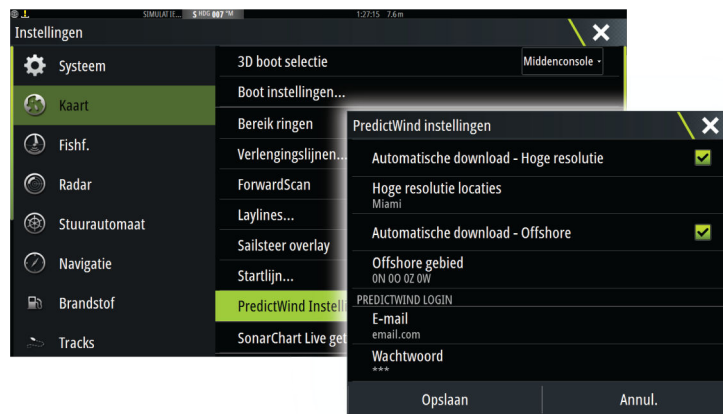 SIMULATIE... S HDG 007 °M 1:27:15 7.6 m
Instellingen
Systeem
Kaart
Fishf.
Radar
Stuurautomaat
Navigatie
Brandstof
Tracks
3D boot selectie
Middenconsole
Boot instellingen...
Bereik ringen
Verlengingslijnen...
ForwardScan
Laylines...
Sailsteer overlay
Startlijn...
PredictWind Instelli
SonarChart Live get
PredictWind instellingen
Automatische download - Hoge resolutie
Hoge resolutie locaties
Miami
Automatische download - Offshore
Offshore gebied
0N 0O 0Z 0W
PREDICTWIND LOGIN
E-mail
email.com
Wachtwoord
***
Opslaan Annul.